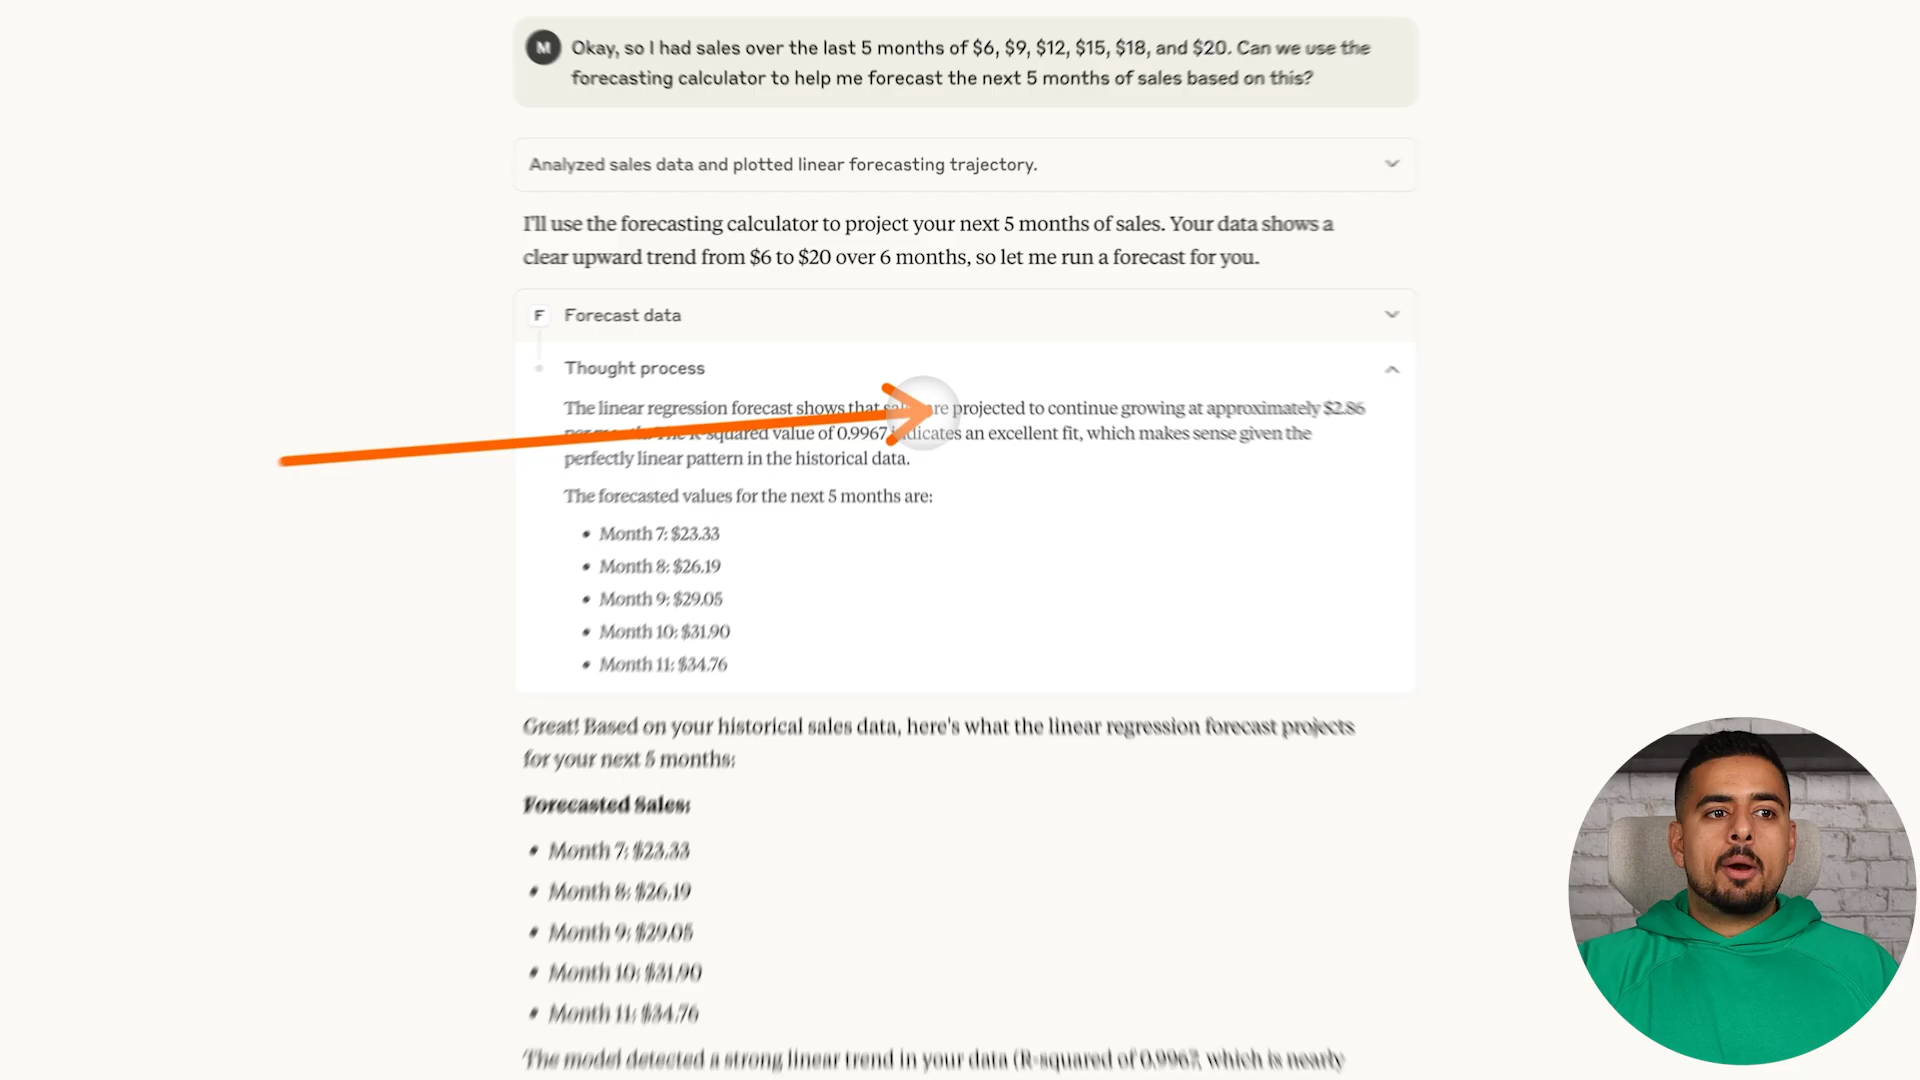 M
Okay, so I had sales over the last 5 months of $6, $9, $12, $15, $18, and $20. Can we use the
forecasting calculator to help me forecast the next 5 months of sales based on this?
Analyzed sales data and plotted linear forecasting trajectory.
I'll use the forecasting calculator to project your next 5 months of sales. Your data shows a
clear upward trend from $6 to $20 over 6 months, so let me run a forecast for you.
F Forecast data
Thought process
The linear regression forecast shows that are projected to continue growing at approximately $2.86
R-squared value of 0.9967 indicates an excellent fit, which makes sense given the
perfectly linear pattern in the historical data.
The forecasted values for the next 5 months are:
• Month 7: $23.33
• Month 8: $26.19
• Month 9: $29.05
• Month 10: $31.90
• Month 11: $34.76
Great! Based on your historical sales data, here's what the linear regression forecast projects
for your next 5 months:
Forecasted Sales:
• Month 7: $23.33
• Month 8: $26.19
• Month 9: $29.05
• Month 10: $31.90
• Month 11: $34.76
The model detected a strong linear trend in your data (R-squared of 0.9967, which is nearly